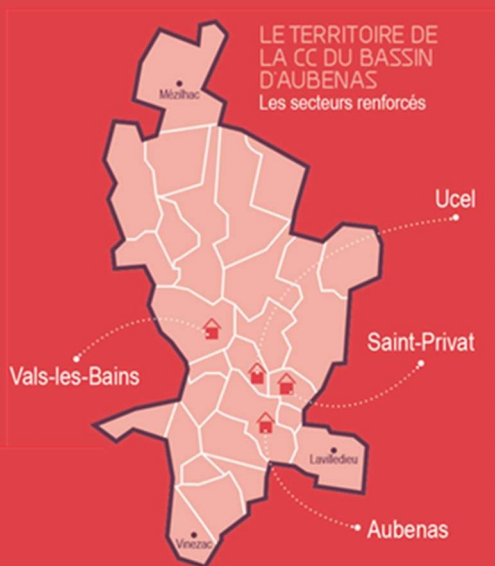 LE TERRITOIRE DE
LA CC DU BASSIN
D'AUBENAS
Les secteurs renforcés
Mézilhac
Ucel
Saint-Privat
Vals-les-Bains
Lavilledieu
Aubenas
Vinezac